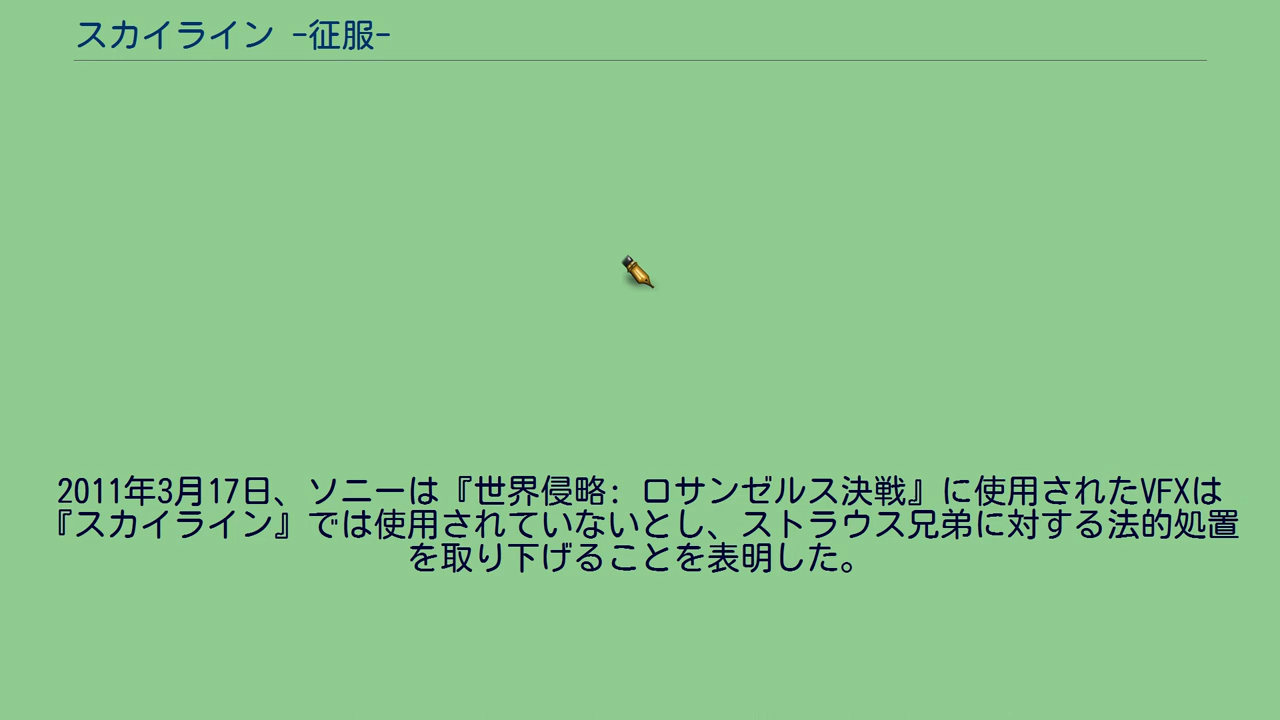 スカイライン -征服-
2011年3月17日、ソニーは『世界侵略: ロサンゼルス決戦』に使用されたVFXは
『スカイライン』では使用されていないとし、ストラウス兄弟に対する法的処置
を取り下げることを表明した。